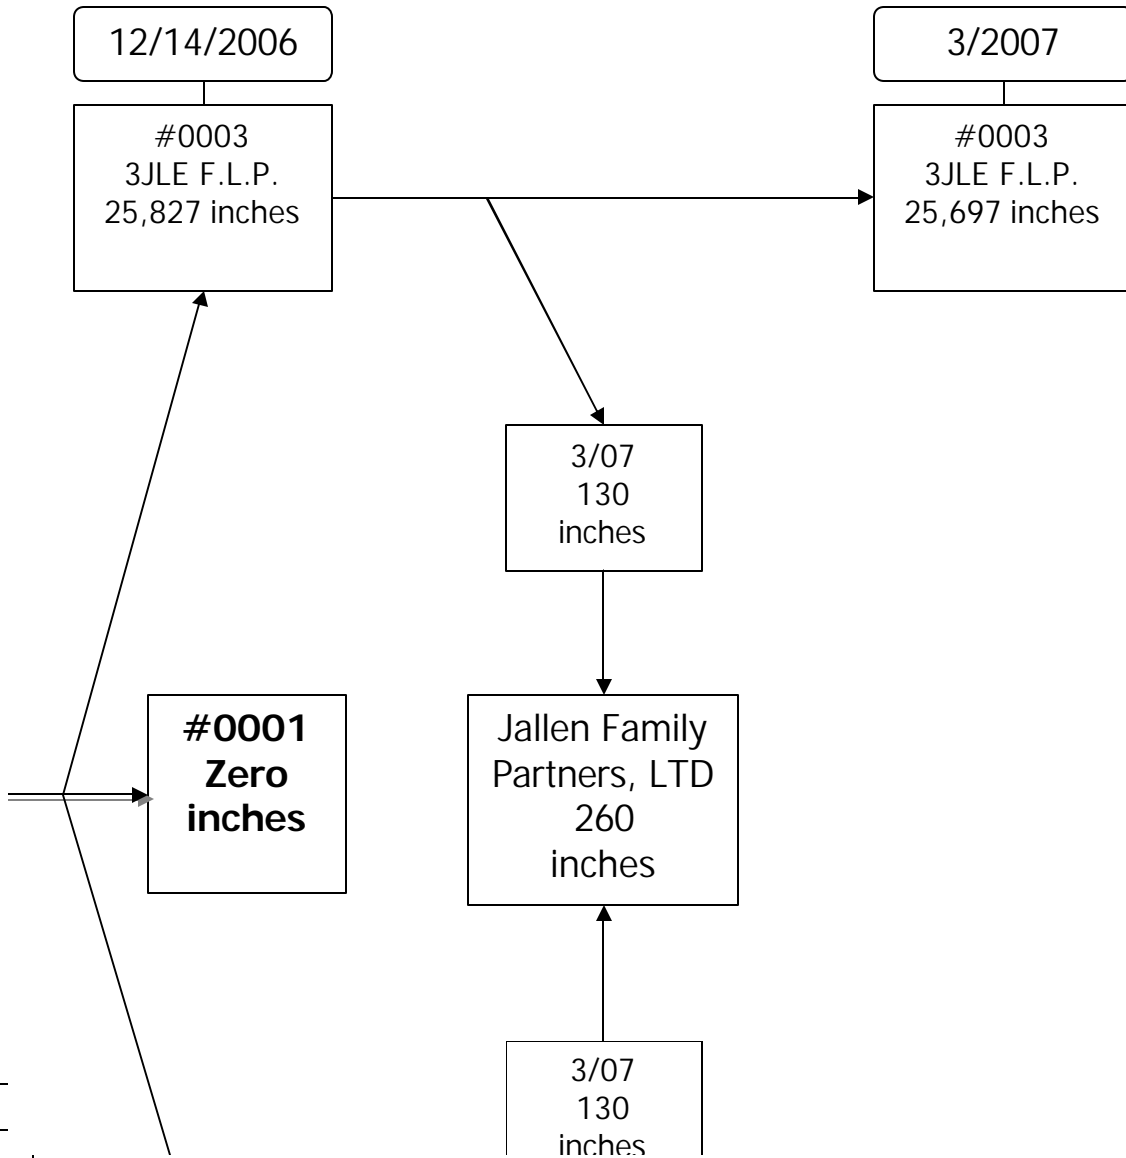 12/14/2006
3/2007
#0003
3JLE F.L.P.
25,827 inches
#0003
3JLE F.L.P.
25,697 inches
3/07
130
inches
#0001
Zero
inches
Jallen Family
Partners, LTD
260
inches
3/07
130
inches